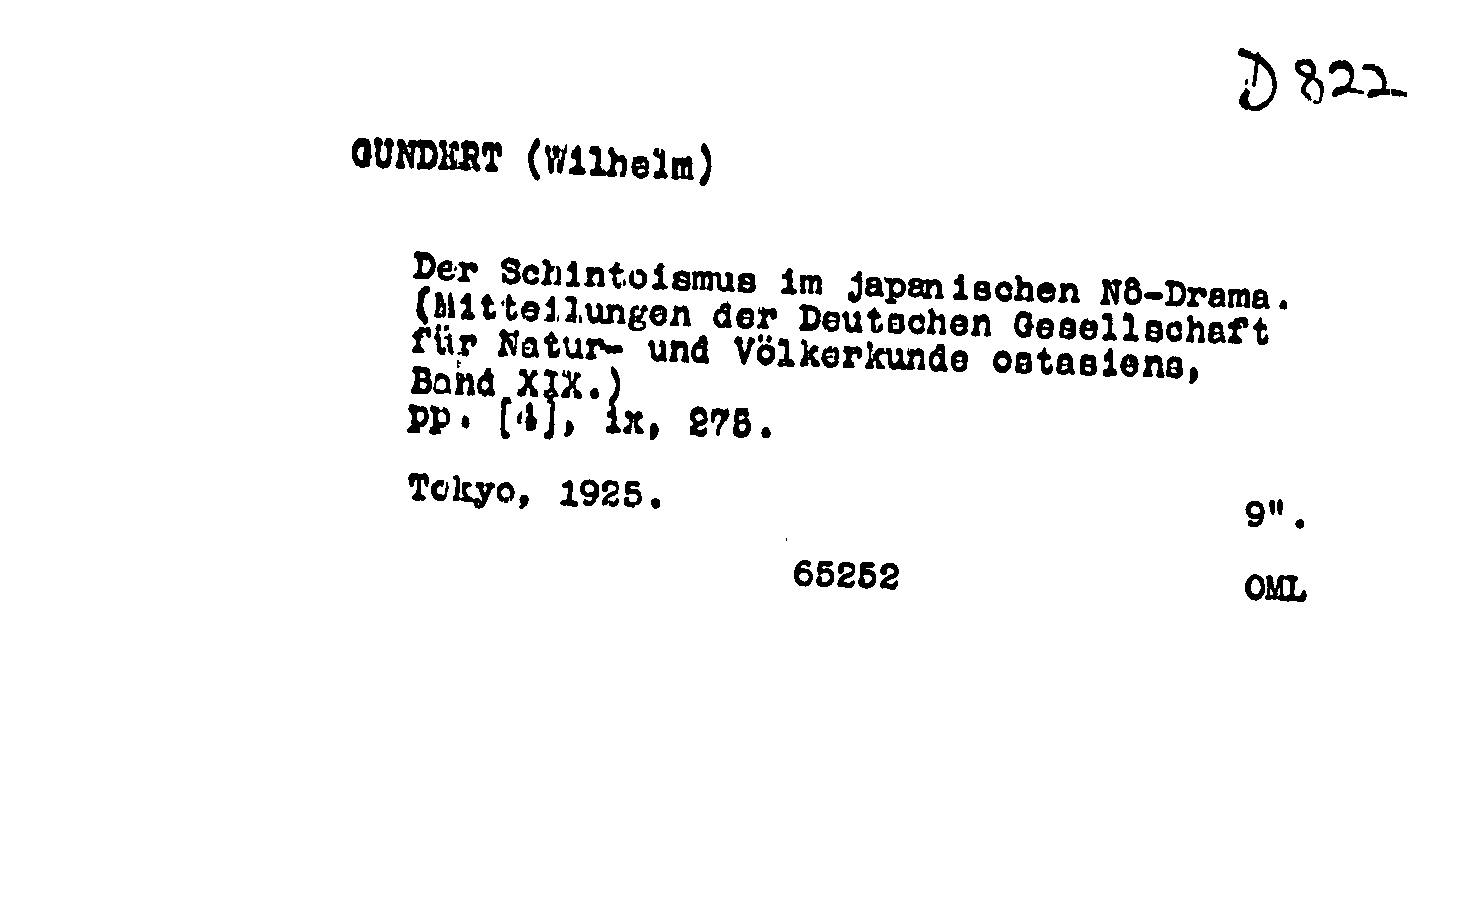 D 822
GUNDERT (Wilhelm)
Der Schintoismus im japanischen Nô-Drama.
(Mitteilungen der Deutschen Gesellschaft
für Natur- und Völkerkunde ostasiens,
Band XIX.)
pp. [4], ix, 275.
Tokyo, 1925.
9".
65252
OML